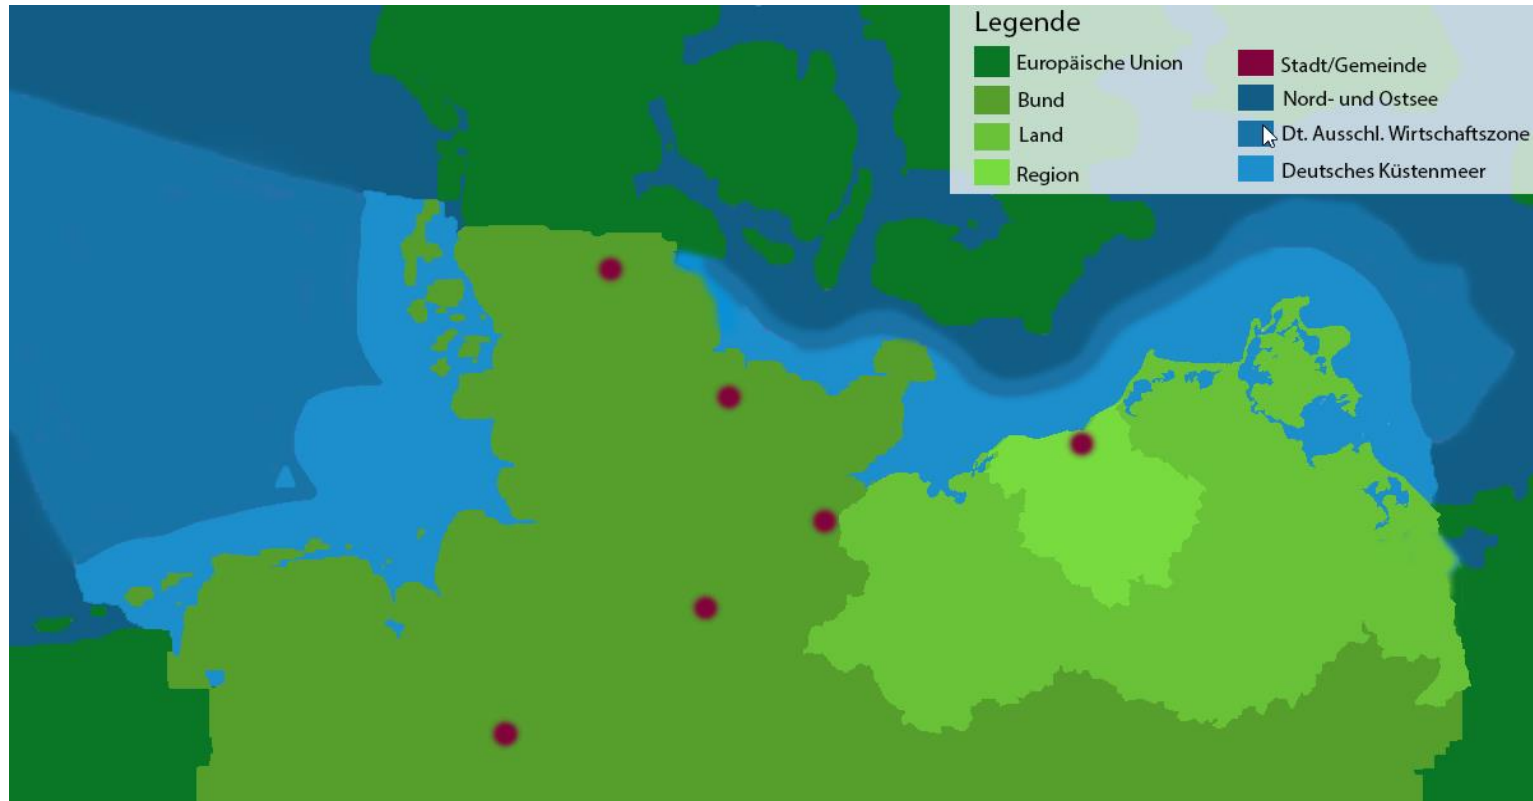 Legende
Europäische Union
Bund
Land
Region
Stadt/Gemeinde
Nord- und Ostsee
Dt. Ausschl. Wirtschaftszone
Deutsches Küstenmeer